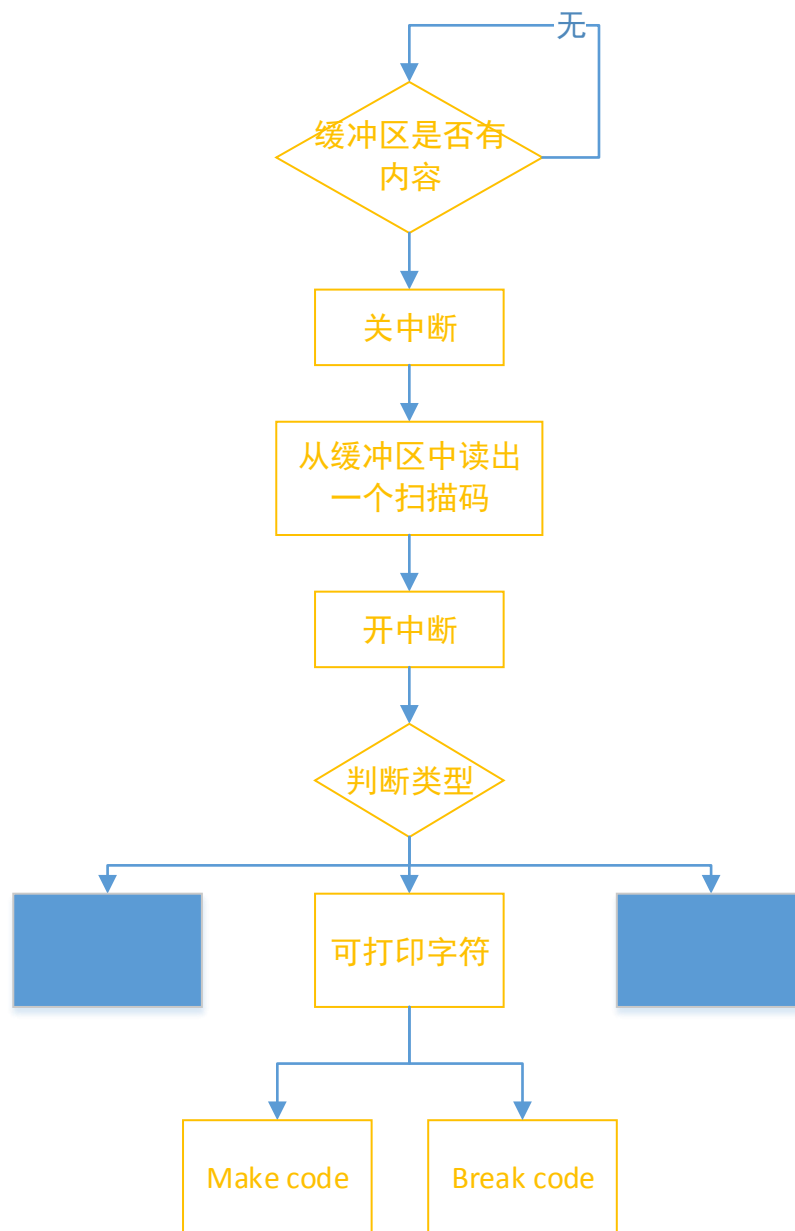 无
缓冲区是否有
内容
关中断
从缓冲区中读出
一个扫描码
开中断
判断类型
可打印字符
Make code
Break code